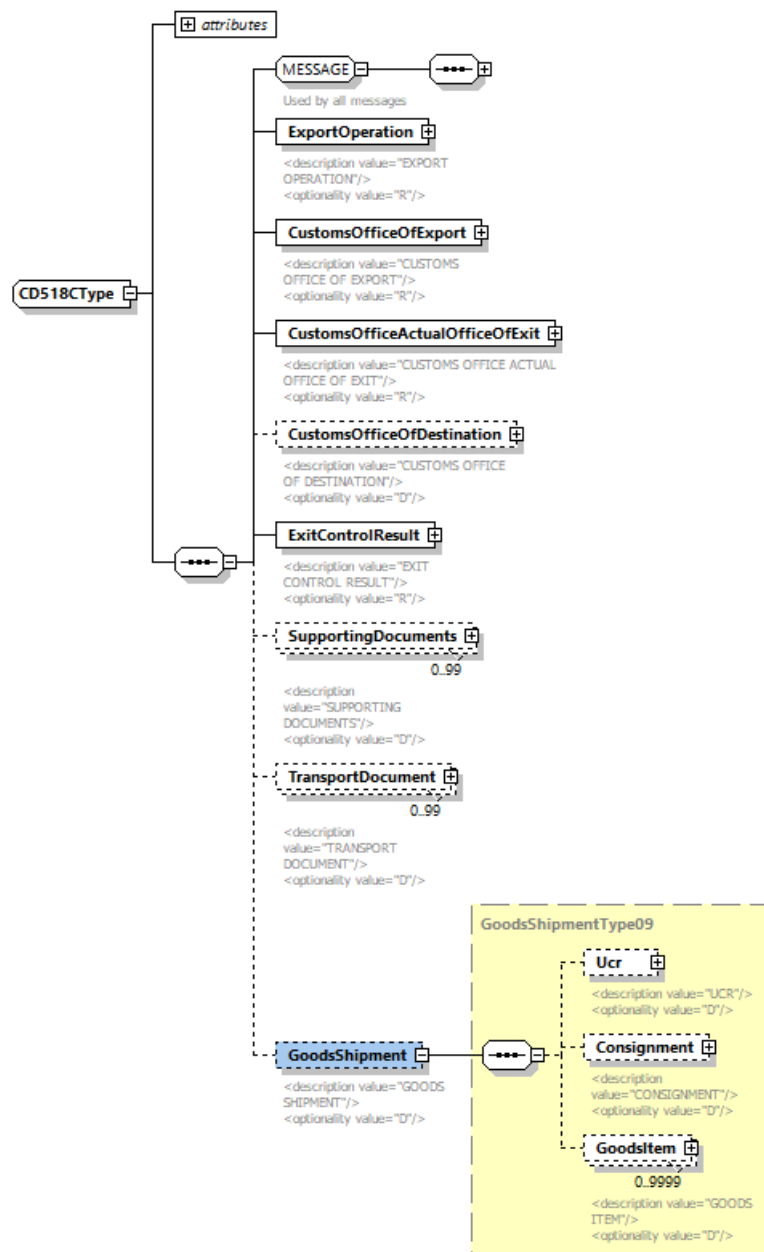 attributes
MESSAGE
Used by all messages
ExportOperation
<description value="EXPORT
OPERATION"/>
<optionality value="R"/>
CustomsOfficeOfExport
<description value="CUSTOMS
OFFICE OF EXPORT"/>
<optionality value="R"/>
CD518CType
CustomsOfficeActualOfficeOfExit
<description value="CUSTOMS OFFICE ACTUAL
OFFICE OF EXIT"/>
<optionality value="R"/>
CustomsOfficeOfDestination
<description value="CUSTOMS OFFICE
OF DESTINATION"/>
<optionality value="D"/>
ExitControlResult
<description value="EXIT
CONTROL RESULT"/>
<optionality value="R"/>
SupportingDocuments
0..99
<description
value="SUPPORTING
DOCUMENTS"/>
<optionality value="D"/>
TransportDocument
0..99
<description
value="TRANSPORT
DOCUMENT"/>
<optionality value="D"/>
GoodsShipmentType09
Ucr
<description value="UCR"/>
<optionality value="D"/>
GoodsShipment
<description value="GOODS
SHIPMENT"/>
<optionality value="D"/>
Consignment
<description
value="CONSIGNMENT"/>
<optionality value="D"/>
GoodsItem
0..9999
<description value="GOODS
ITEM"/>
<optionality value="D"/>